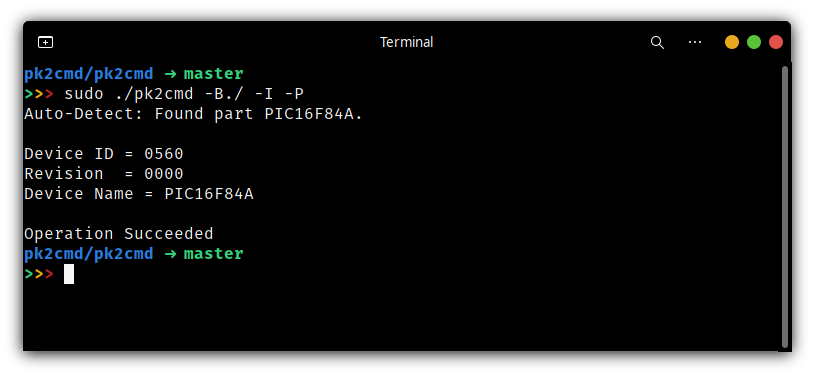 Terminal
pk2cmd/pk2cmd → master
>>> sudo ./pk2cmd -B./ -I -P
Auto-Detect: Found part PIC16F84A.
Device ID = 0560
Revision  = 0000
Device Name = PIC16F84A
Operation Succeeded
pk2cmd/pk2cmd → master
>>>